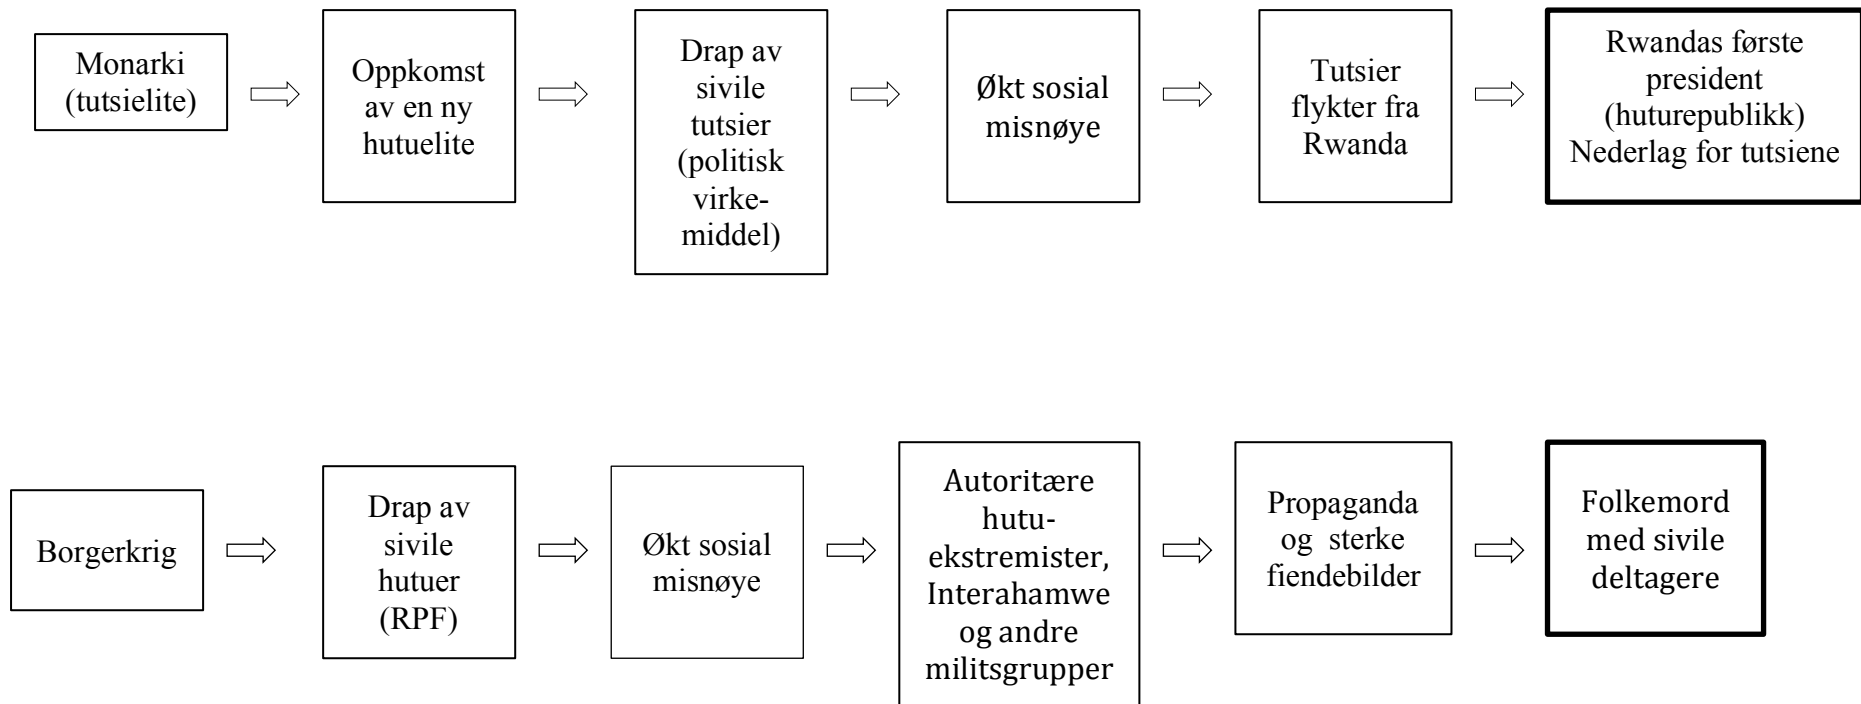 Monarki
(tutsielite)
Oppkomst
av en ny
hutuelite
Drap av
sivile
tutsier
(politisk
virke-
middel)
Økt sosial
misnøye
Tutsier
flykter fra
Rwanda
Rwandas første
president
(huturepublikk)
Nederlag for tutsiene
Borgerkrig
Drap av
sivile
hutuer
(RPF)
Økt sosial
misnøye
Autoritære
hutu-
ekstremister,
Interahamwe
og andre
militsgrupper
Propaganda
og sterke
fiendebilder
Folkemord
med sivile
deltagere